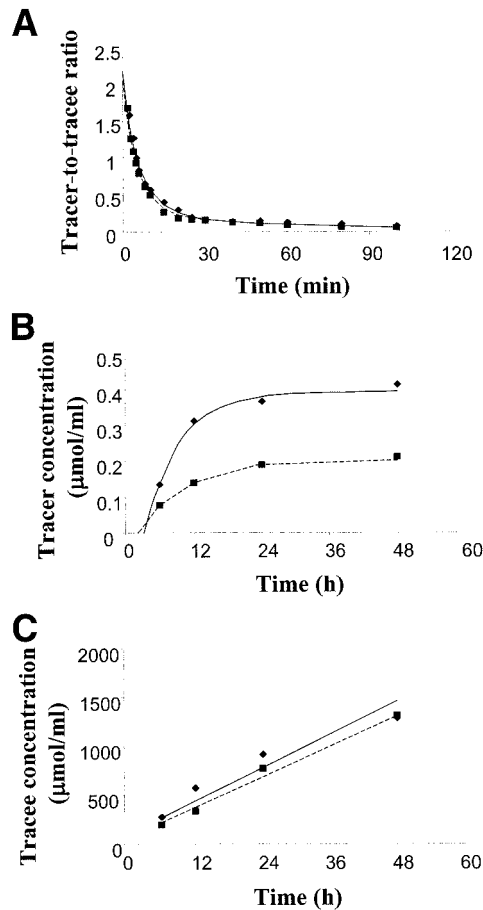 A
Tracer-to-tracee ratio
2.5
2
1.5
1
0.5
0
0 30 60 90 120
Time (min)
B
Tracer concentration
(μmol/ml)
0.5
0.4
0.3
0.2
0.1
0
0 12 24 36 48 60
Time (h)
C
Tracee concentration
(μmol/ml)
2000
1500
1000
500
0
0 12 24 36 48 60
Time (h)